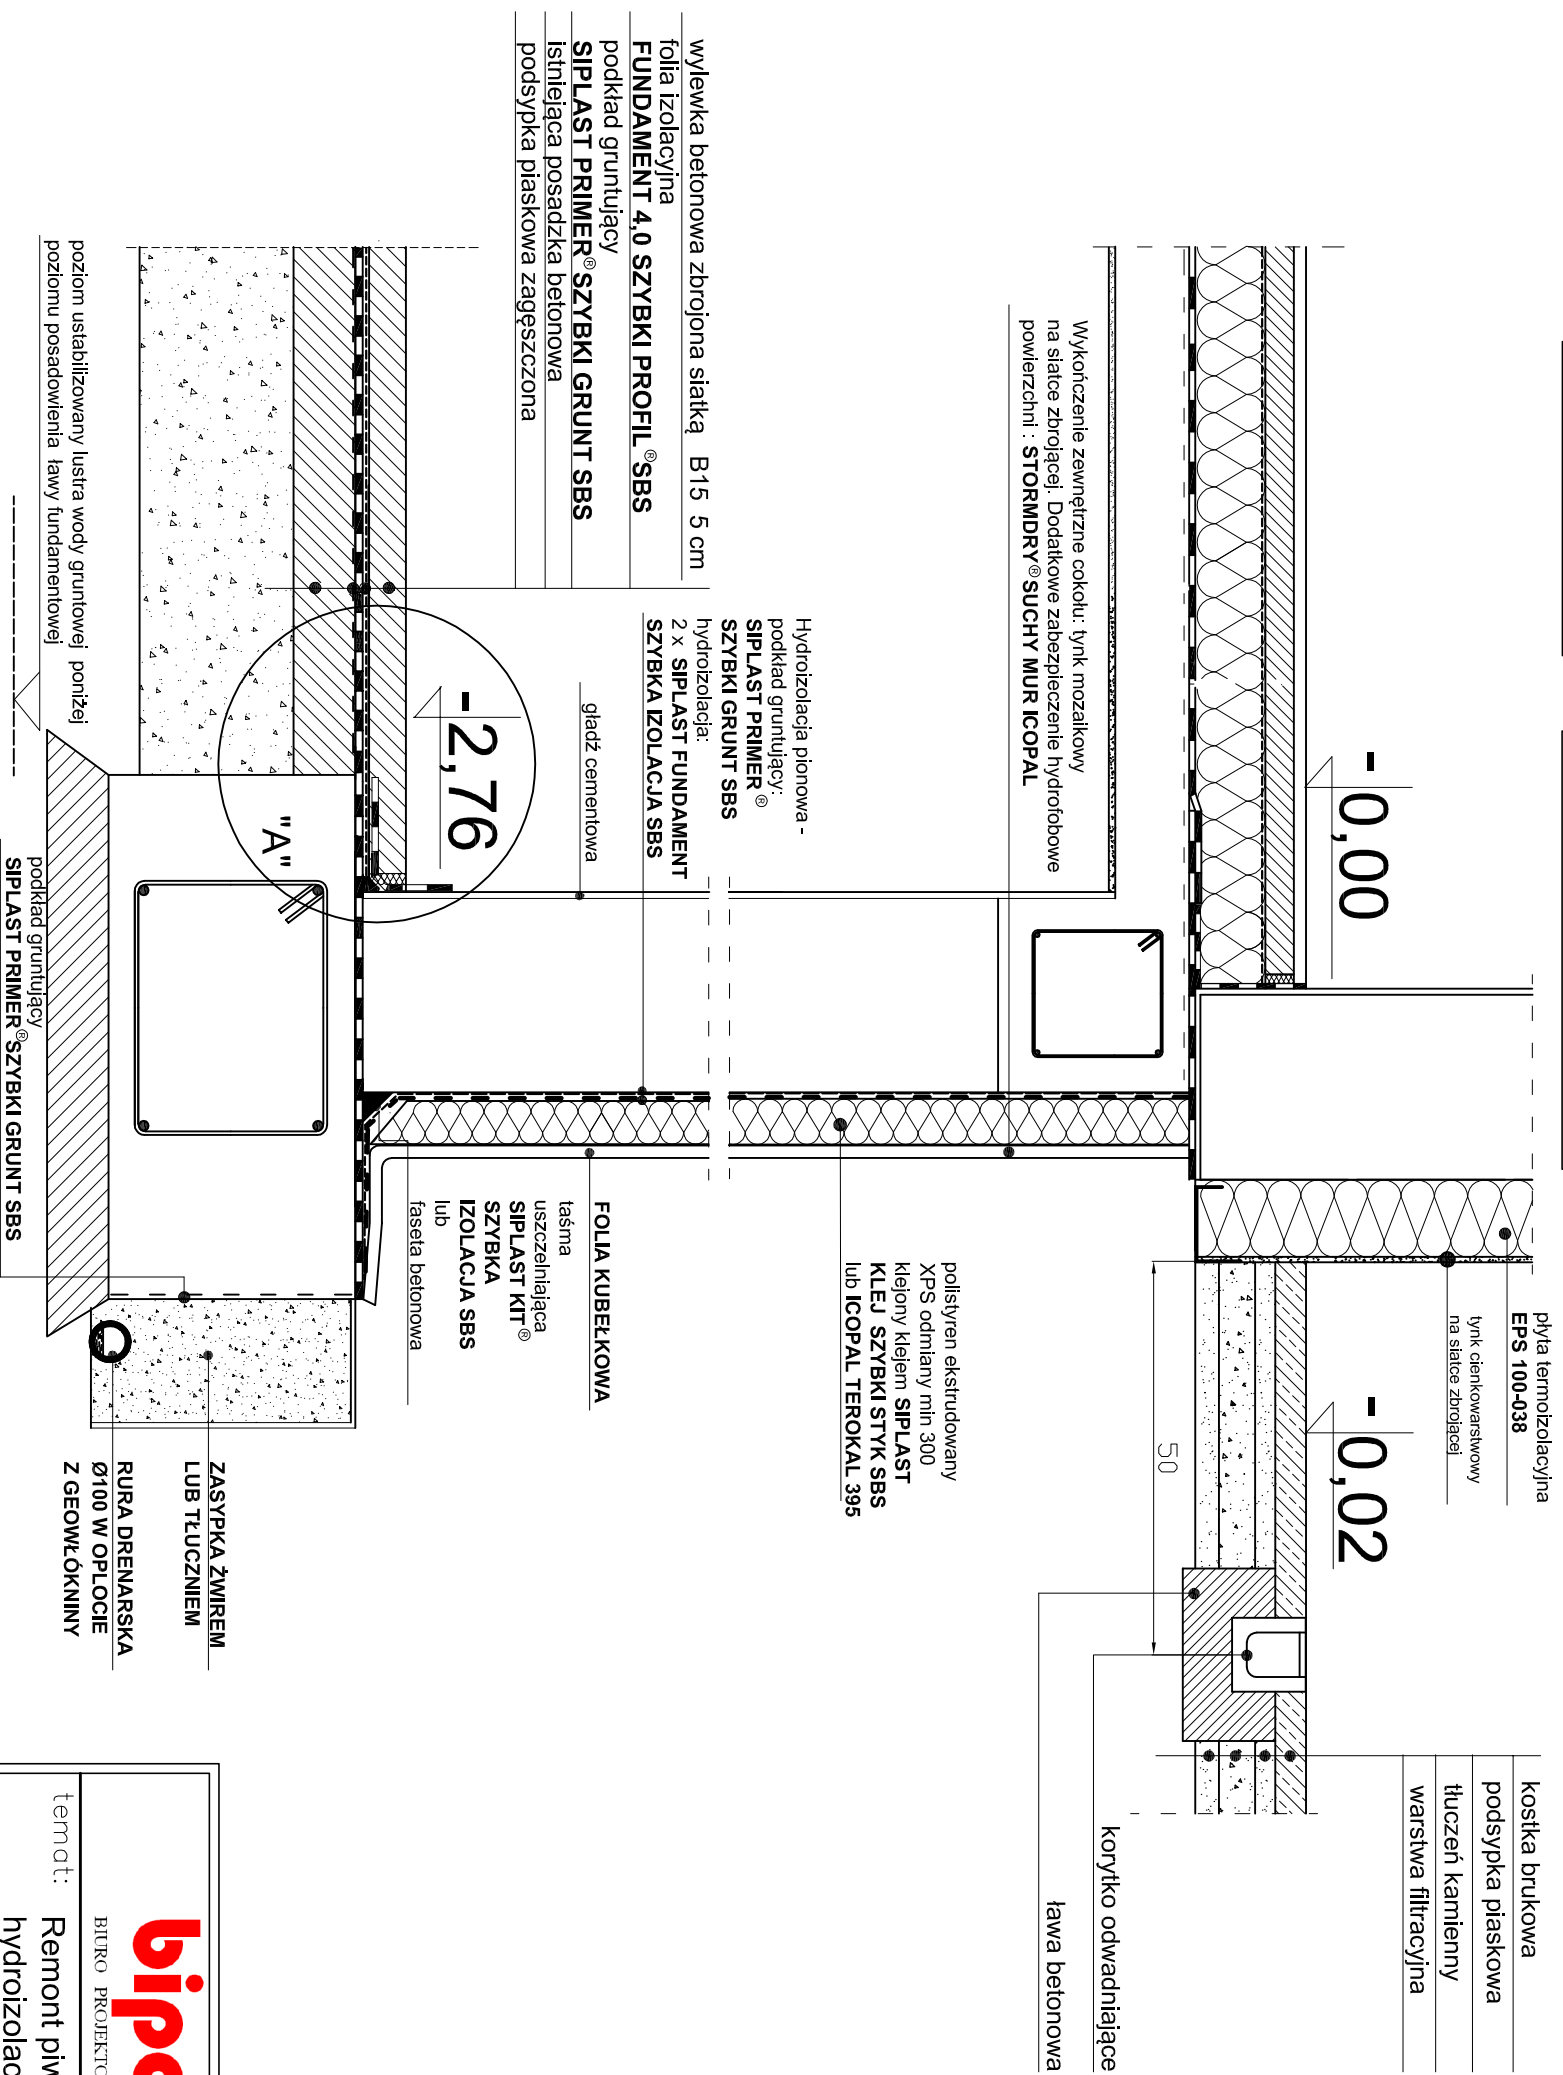 wylewka betonowa zbrojona siatką B15 5 cm
folia izolacyjna
FUNDAMENT 4,0 SZYBKI PROFIL® SBS
podkład gruntujący
SIPLAST PRIMER® SZYBKI GRUNT SBS
istniejąca posadzka betonowa
podsypka piaskowa zagęszczona
poziom ustabilizowany lustra wody gruntowej poniżej
poziomu posadowienia ławy fundamentowej
Wykończenie zewnętrzne cokołu: tynk mozaikowy
na siatce zbrojącej. Dodatkowe zabezpieczenie hydrofobowe
powierzchni : STORMDRY® SUCHY MUR ICOPAL
Hydroizolacja pionowa -
podkład gruntujący:
SIPLAST PRIMER®
SZYBKI GRUNT SBS
hydroizolacja:
2 x SIPLAST FUNDAMENT
SZYBKA IZOLACJA SBS
gładź cementowa
-2,76
"A"
podkład gruntujący
SIPLAST PRIMER® SZYBKI GRUNT SBS
-0,00
płyta termoizolacyjna
EPS 100-038
tynk cienkowarstwowy
na siatce zbrojącej
-0,02
50
polistyren ekstrudowany
XPS odmiany min 300
klejony klejem SIPLAST
KLEJ SZYBKI STYK SBS
lub ICOPAL TEROKAL 395
FOLIA KUBEŁKOWA
taśma
uszczelniająca
SIPLAST KIT®
SZYBKA
IZOLACJA SBS
lub
faseta betonowa
ZASYPKA ŻWIREM
LUB TŁUCZNIEM
RURA DRENARSKA
Ø100 W OPLOCIE
Z GEOWŁÓKNINY
kostka brukowa
podsypka piaskowa
tłuczeń kamienny
warstwa filtracyjna
korytko odwadniające
ława betonowa
BIURO PROJEKTO
temat: Remont piw
hydroizolac